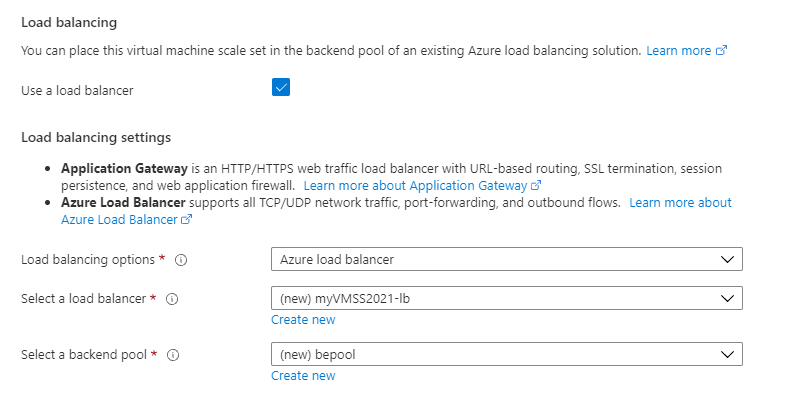 Load balancing
You can place this virtual machine scale set in the backend pool of an existing Azure load balancing solution. Learn more
Use a load balancer
Load balancing settings
• Application Gateway is an HTTP/HTTPS web traffic load balancer with URL-based routing, SSL termination, session
persistence, and web application firewall. Learn more about Application Gateway
• Azure Load Balancer supports all TCP/UDP network traffic, port-forwarding, and outbound flows. Learn more about
Azure Load Balancer
Load balancing options * Azure load balancer
Select a load balancer * (new) myVMSS2021-lb
Create new
Select a backend pool * (new) bepool
Create new